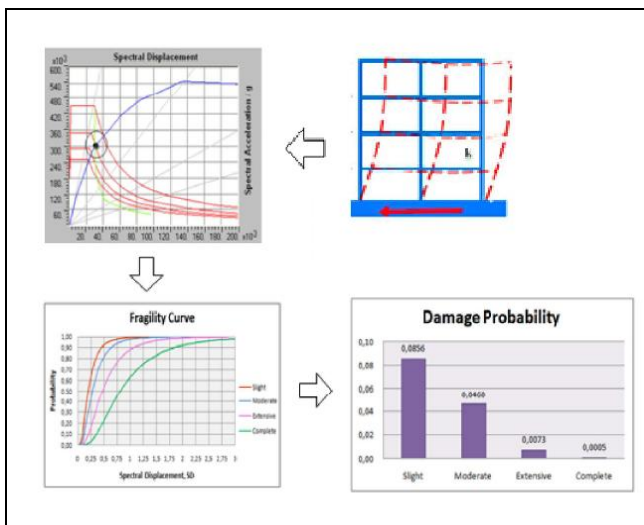 Spectral Displacement
x10⁻³
600
540
480
420
360
300
240
180
120
60
20 40 60 80 100 120 140 160 180 200 x10⁻³
Spectral Acceleration / g
Fragility Curve
Probability
1,00
0,90
0,80
0,70
0,60
0,50
0,40
0,30
0,20
0,10
0,00
0 0,25 0,5 0,75 1 1,25 1,5 1,75 2 2,25 2,5 2,75 3
Spectral Displacement, SD
Slight
Moderate
Extensive
Complete
Damage Probability
0,10
0,08
0,06
0,04
0,02
0,00
0,0856
0,0468
0,0073
0,0005
Slight Moderate Extensive Complete